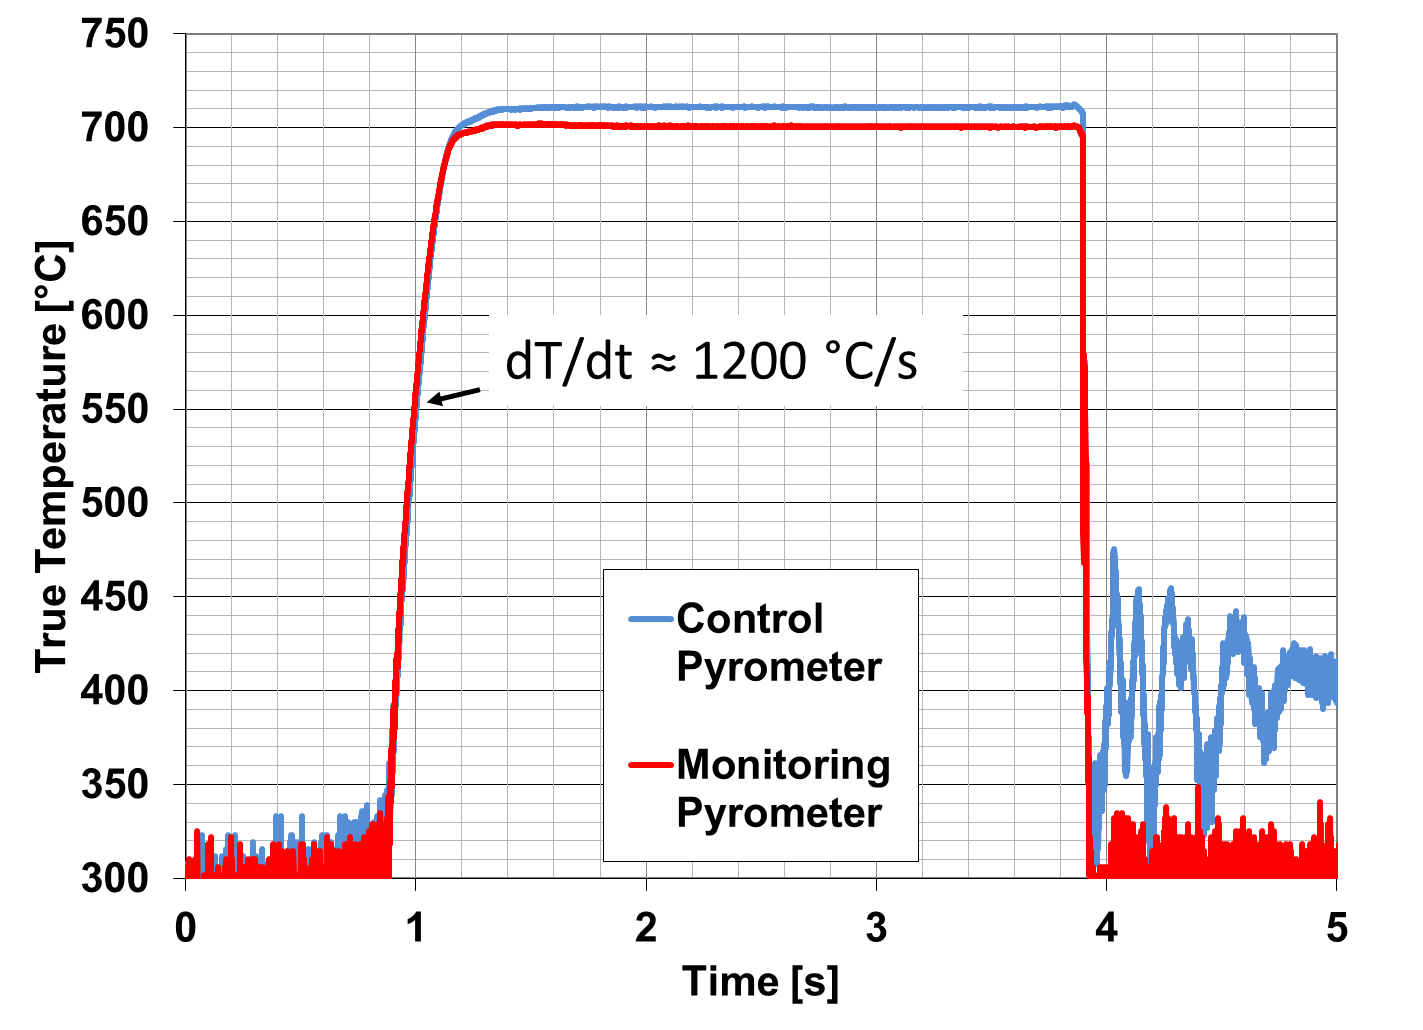 750
700
650
600
550
500
450
400
350
300
True Temperature [°C]
dT/dt ≈ 1200 °C/s
Control
Pyrometer
Monitoring
Pyrometer
0 1 2 3 4 5
Time [s]